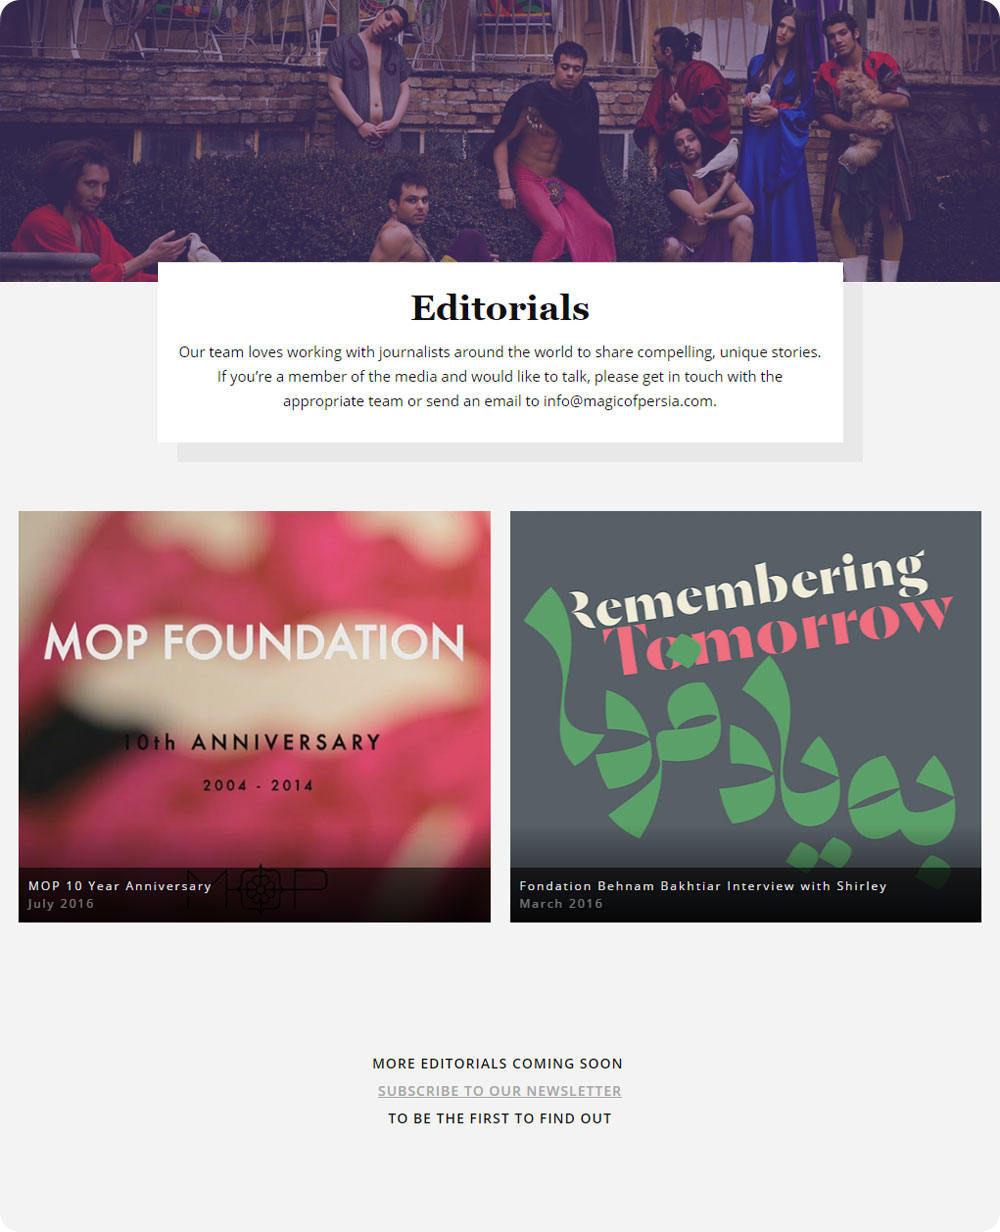 Editorials
Our team loves working with journalists around the world to share compelling, unique stories.
If you’re a member of the media and would like to talk, please get in touch with the
appropriate team or send an email to info@magicofpersia.com.
MOP FOUNDATION
10th ANNIVERSARY
2004 - 2014
MOP
MOP 10 Year Anniversary
July 2016
Remembering
Tomorrow
به یاد فردا
Fondation Behnam Bakhtiar Interview with Shirley
March 2016
MORE EDITORIALS COMING SOON
SUBSCRIBE TO OUR NEWSLETTER
TO BE THE FIRST TO FIND OUT